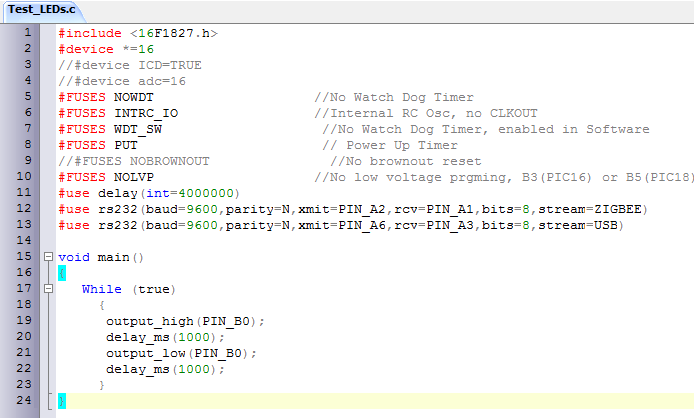 Test_LEDs.c
1 #include <16F1827.h>
2 #device *=16
3 //#device ICD=TRUE
4 //#device adc=16
5 #FUSES NOWDT //No Watch Dog Timer
6 #FUSES INTRC_IO //Internal RC Osc, no CLKOUT
7 #FUSES WDT_SW //No Watch Dog Timer, enabled in Software
8 #FUSES PUT // Power Up Timer
9 //#FUSES NOBROWNOUT //No brownout reset
10 #FUSES NOLVP //No low voltage prgming, B3(PIC16) or B5(PIC18)
11 #use delay(int=4000000)
12 #use rs232(baud=9600,parity=N,xmit=PIN_A2,rcv=PIN_A1,bits=8,stream=ZIGBEE)
13 #use rs232(baud=9600,parity=N,xmit=PIN_A6,rcv=PIN_A3,bits=8,stream=USB)
14
15 void main()
16 {
17 While (true)
18 {
19 output_high(PIN_B0);
20 delay_ms(1000);
21 output_low(PIN_B0);
22 delay_ms(1000);
23 }
24 }